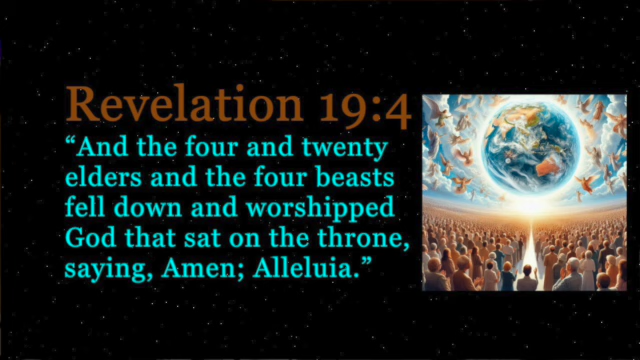 Revelation 19:4
“And the four and twenty
elders and the four beasts
fell down and worshipped
God that sat on the throne,
saying, Amen; Alleluia.”